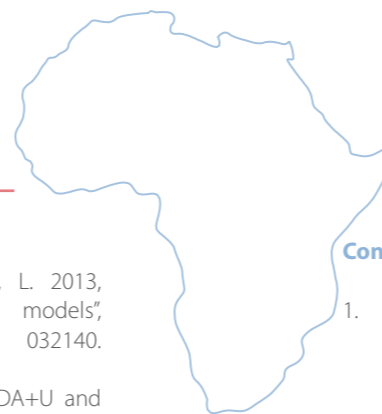 L. 2013,
models",
032140.
DA+U and
Con
1.